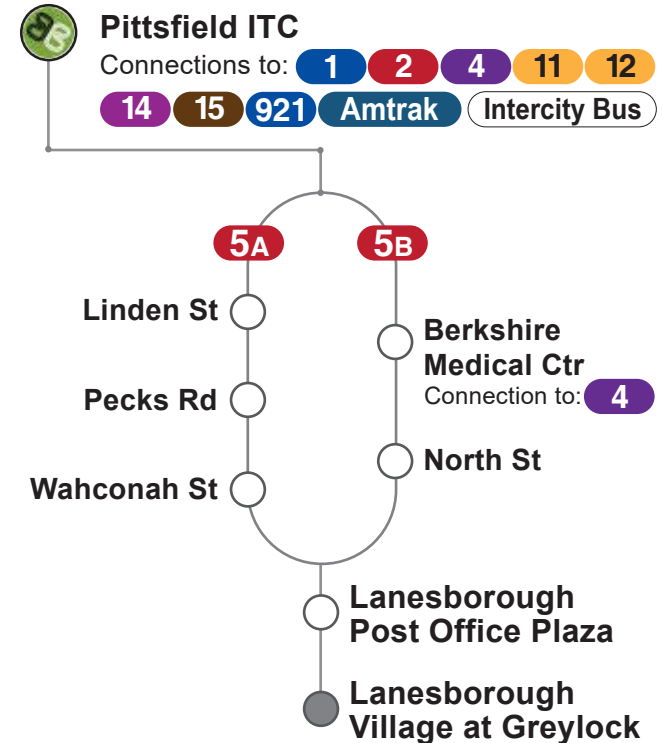 Pittsfield ITC
Connections to: 1 2 4 11 12
14 15 921 Amtrak Intercity Bus
5A 5B
Linden St
Berkshire
Medical Ctr
Connection to: 4
Pecks Rd
North St
Wahconah St
Lanesborough
Post Office Plaza
Lanesborough
Village at Greylock